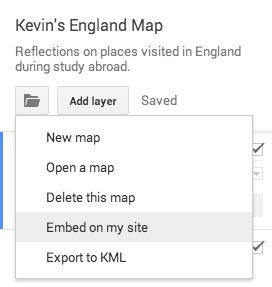 Kevin's England Map
Reflections on places visited in England
during study abroad.
Add layer Saved
New map
Open a map
Delete this map
Embed on my site
Export to KML